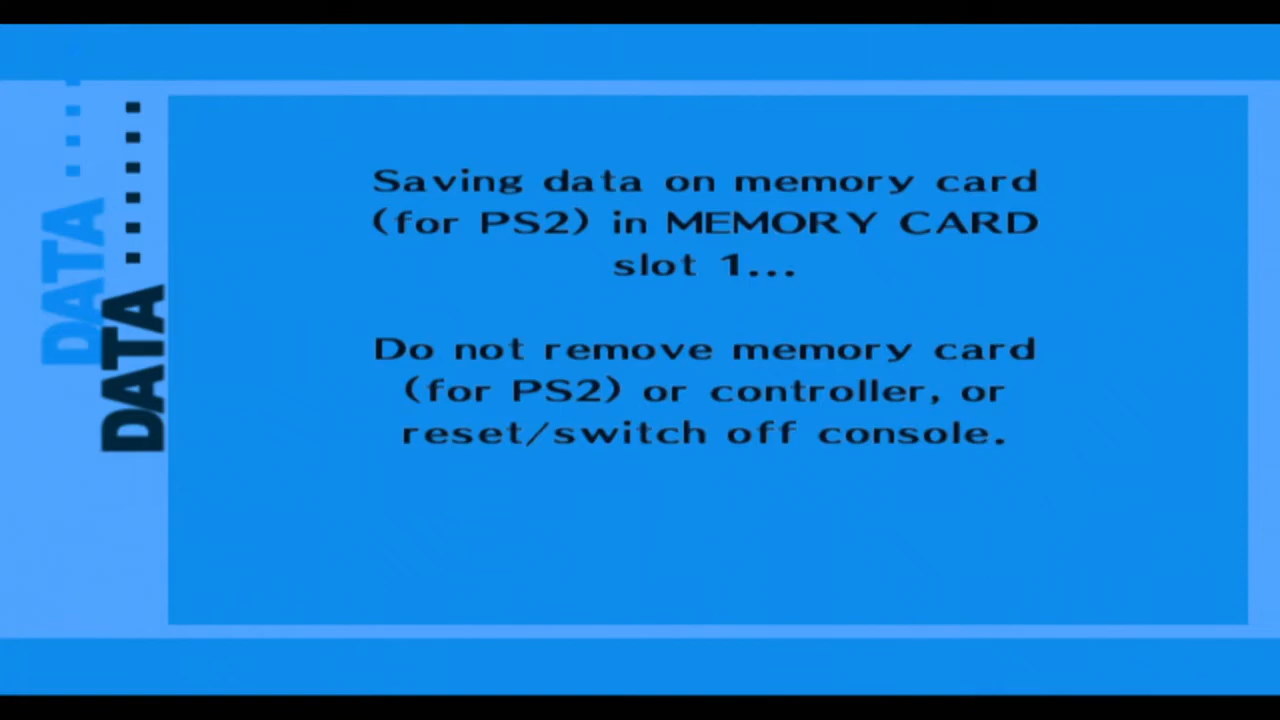 DATA ......
DATA ....
Saving data on memory card
(for PS2) in MEMORY CARD
slot 1...
Do not remove memory card
(for PS2) or controller, or
reset/switch off console.